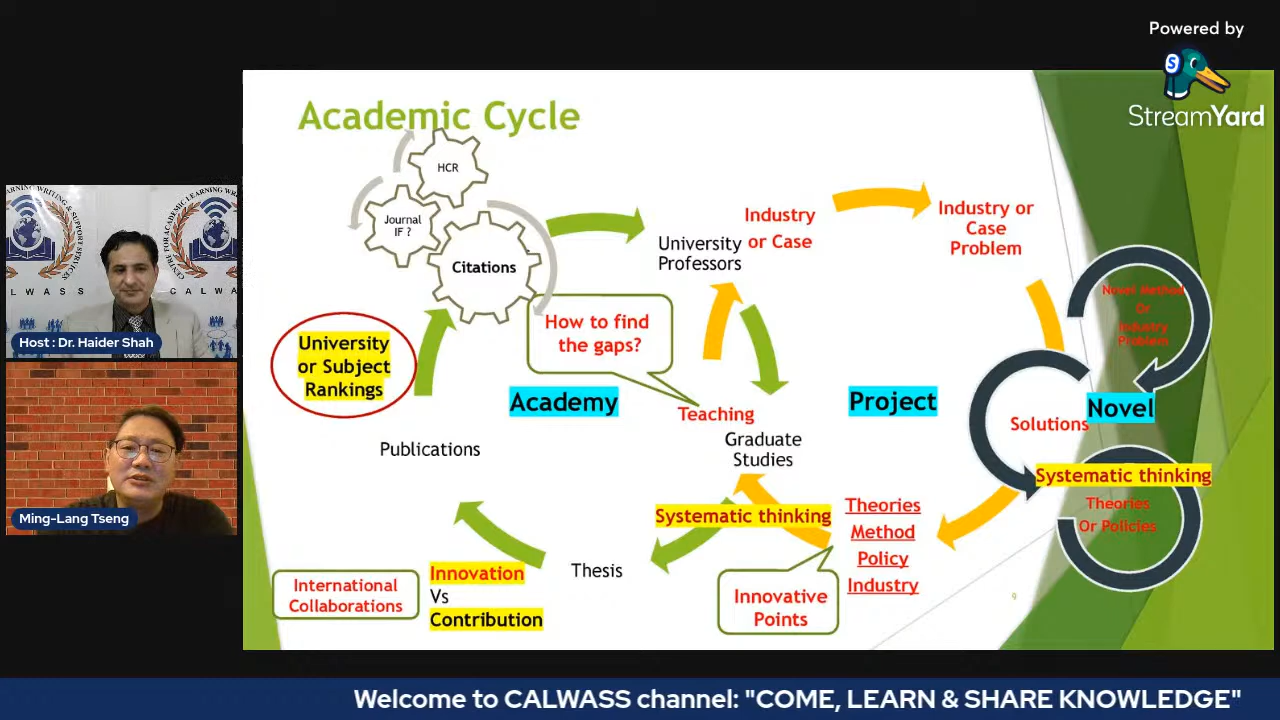 Powered by
StreamYard
Academic Cycle
HCR
Journal
IF ?
Citations
University
Professors
Industry
or Case
Industry or
Case
Problem
Novel Method
Or
Industry
Problem
How to find
the gaps?
University
or Subject
Rankings
Academy
Project
Novel
Teaching
Solutions
Graduate
Studies
Publications
Systematic thinking
Theories
Or Policies
Systematic thinking
Theories
Method
Policy
Industry
Thesis
Innovative
Points
International
Collaborations
Innovation
Vs
Contribution
9
Host : Dr. Haider Shah
Ming-Lang Tseng
CALWASS
Welcome to CALWASS channel: "COME, LEARN & SHARE KNOWLEDGE"